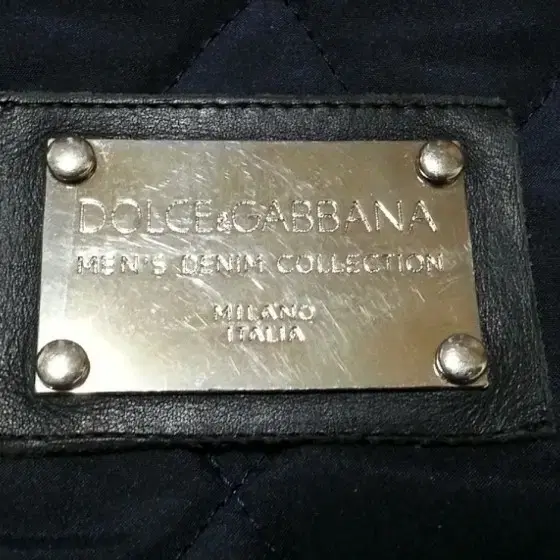 DOLCE&GABBANA
MEN'S DENIM COLLECTION
MILANO
ITALIA